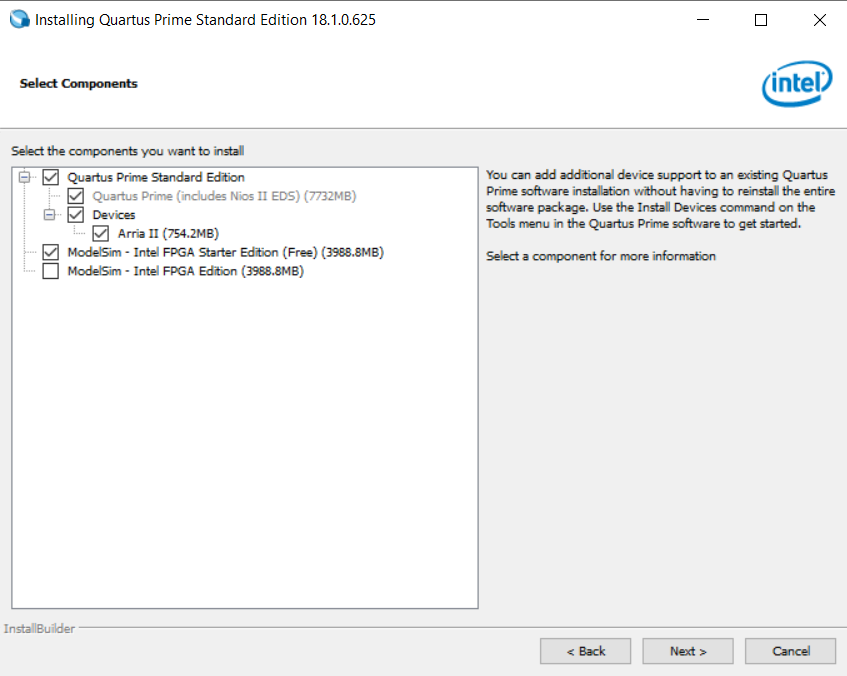 Installing Quartus Prime Standard Edition 18.1.0.625
Select Components
intel
Select the components you want to install
Quartus Prime Standard Edition
Quartus Prime (includes Nios II EDS) (7732MB)
Devices
Arria II (754.2MB)
ModelSim - Intel FPGA Starter Edition (Free) (3988.8MB)
ModelSim - Intel FPGA Edition (3988.8MB)
You can add additional device support to an existing Quartus
Prime software installation without having to reinstall the entire
software package. Use the Install Devices command on the
Tools menu in the Quartus Prime software to get started.
Select a component for more information
InstallBuilder
< Back
Next >
Cancel